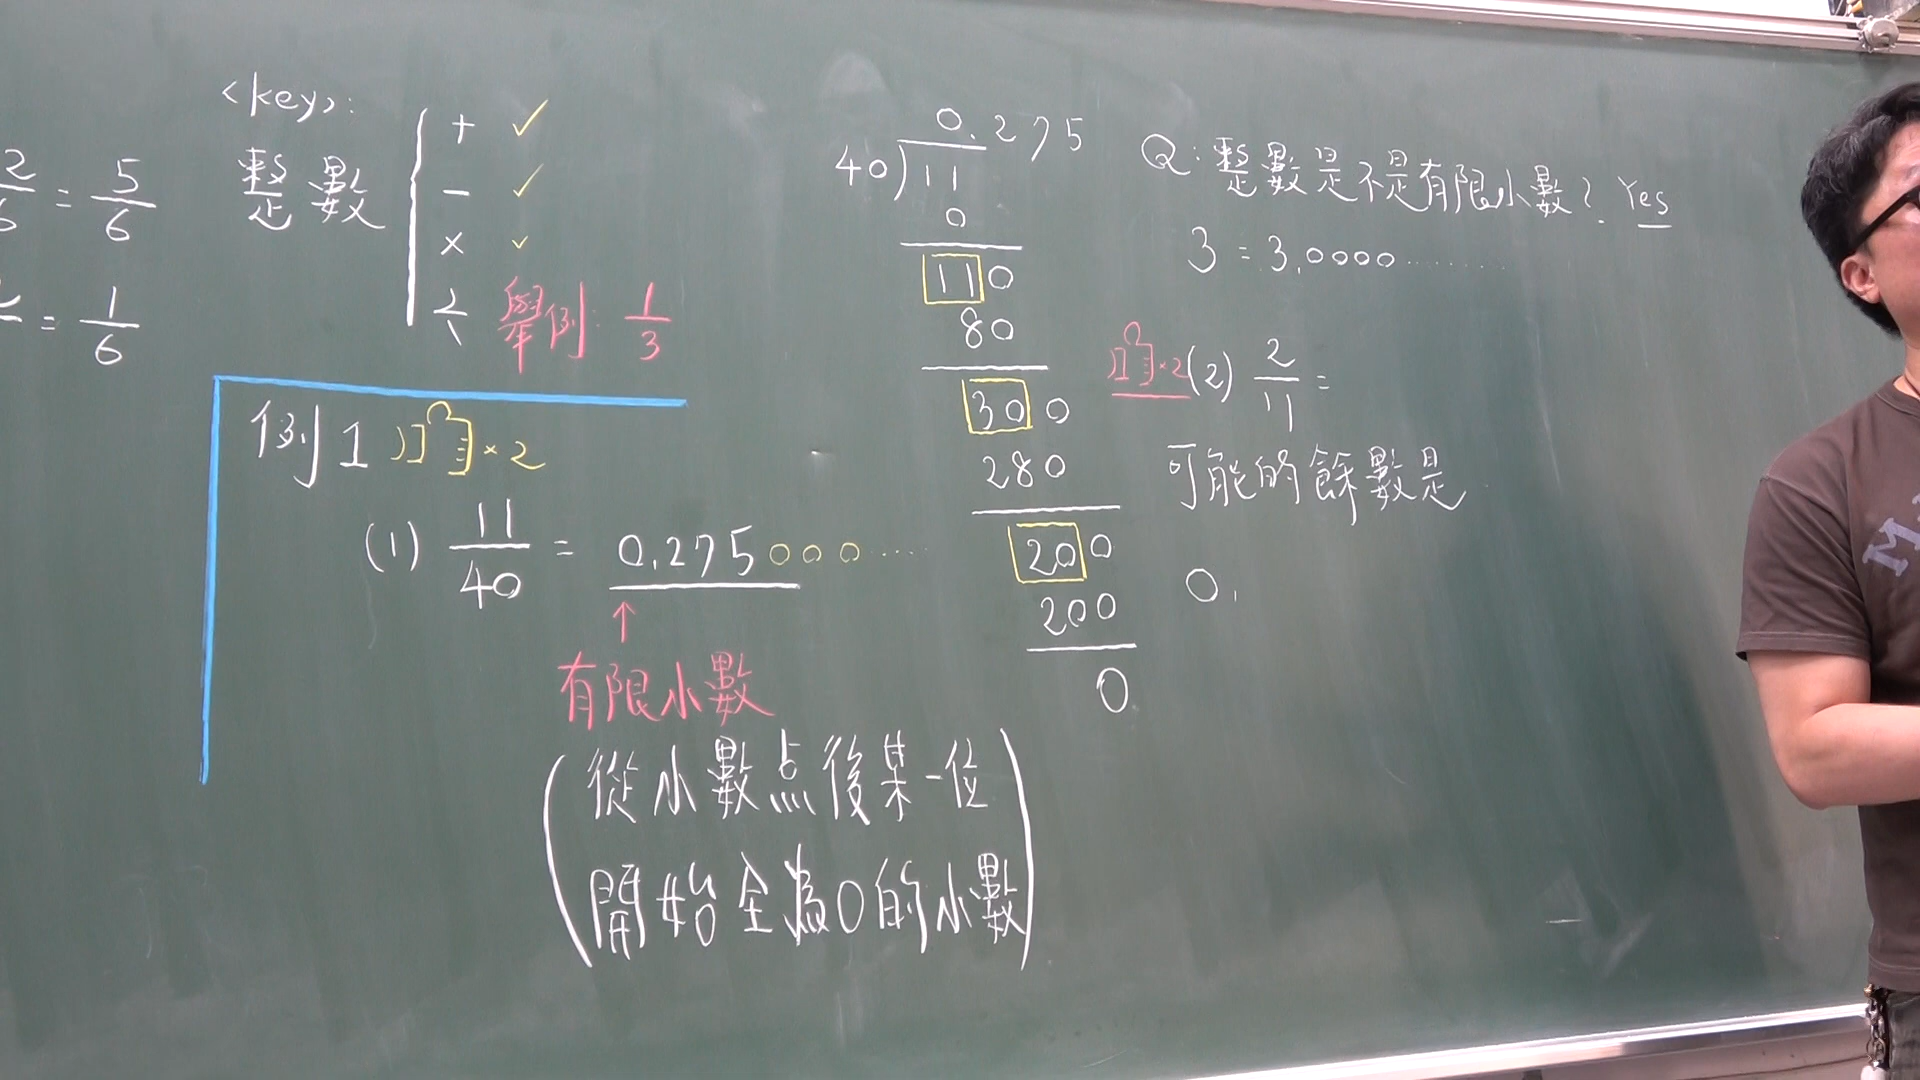 2/6 = 5/6
= 1/6
<key>:
整數
+ ✓
− ✓
× ✓
÷ 舉例: 1/3
例1 ×2
(1) 11/40 = 0.275000......
↑
有限小數
(從小數点後某一位
開始全為0的小數)
0.275
40)11
0
110
80
300
280
200
200
0
Q: 整數是不是有限小數? Yes
3 = 3.0000........
×2 (2) 2/11 =
可能的餘數是
0,
M